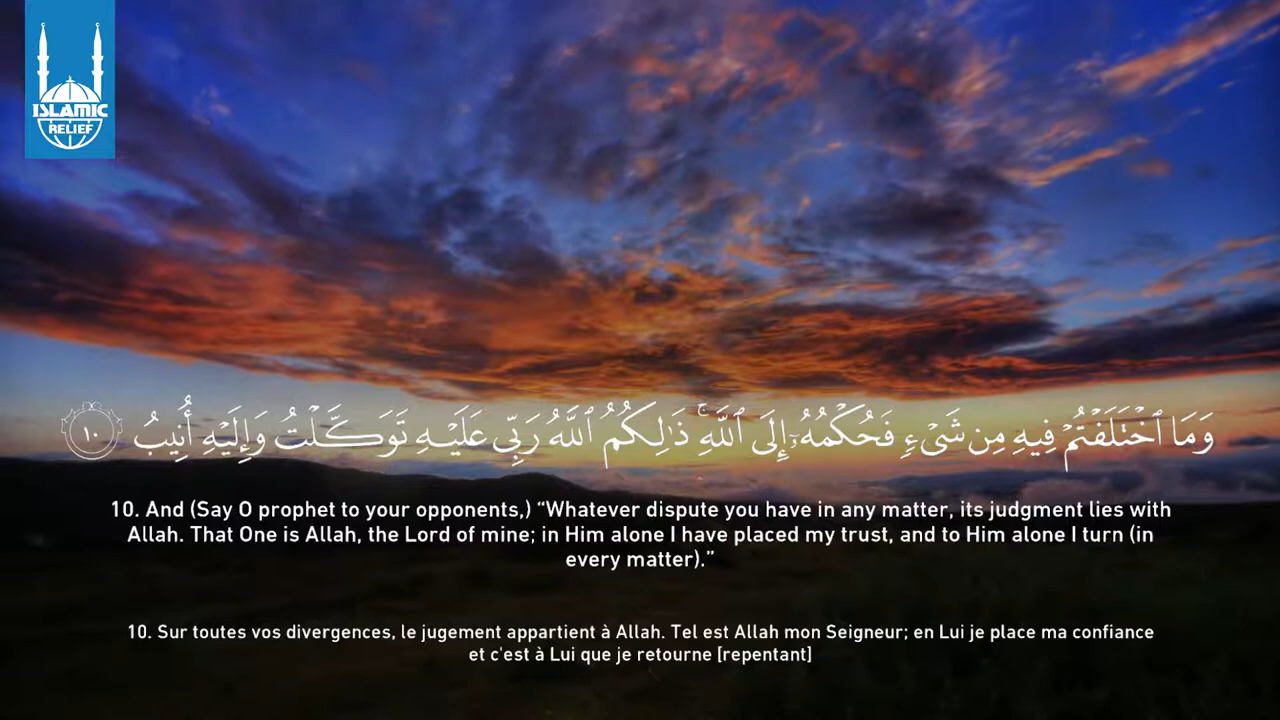 ISLAMIC
RELIEF
وَمَا ٱخْتَلَفْتُمْ فِيهِ مِن شَىْءٍ فَحُكْمُهُۥٓ إِلَى ٱللَّهِ ۚ ذَٰلِكُمُ ٱللَّهُ رَبِّى عَلَيْهِ تَوَكَّلْتُ وَإِلَيْهِ أُنِيبُ ١٠
10. And (Say O prophet to your opponents,) “Whatever dispute you have in any matter, its judgment lies with
Allah. That One is Allah, the Lord of mine; in Him alone I have placed my trust, and to Him alone I turn (in
every matter).”
10. Sur toutes vos divergences, le jugement appartient à Allah. Tel est Allah mon Seigneur; en Lui je place ma confiance
et c'est à Lui que je retourne [repentant]